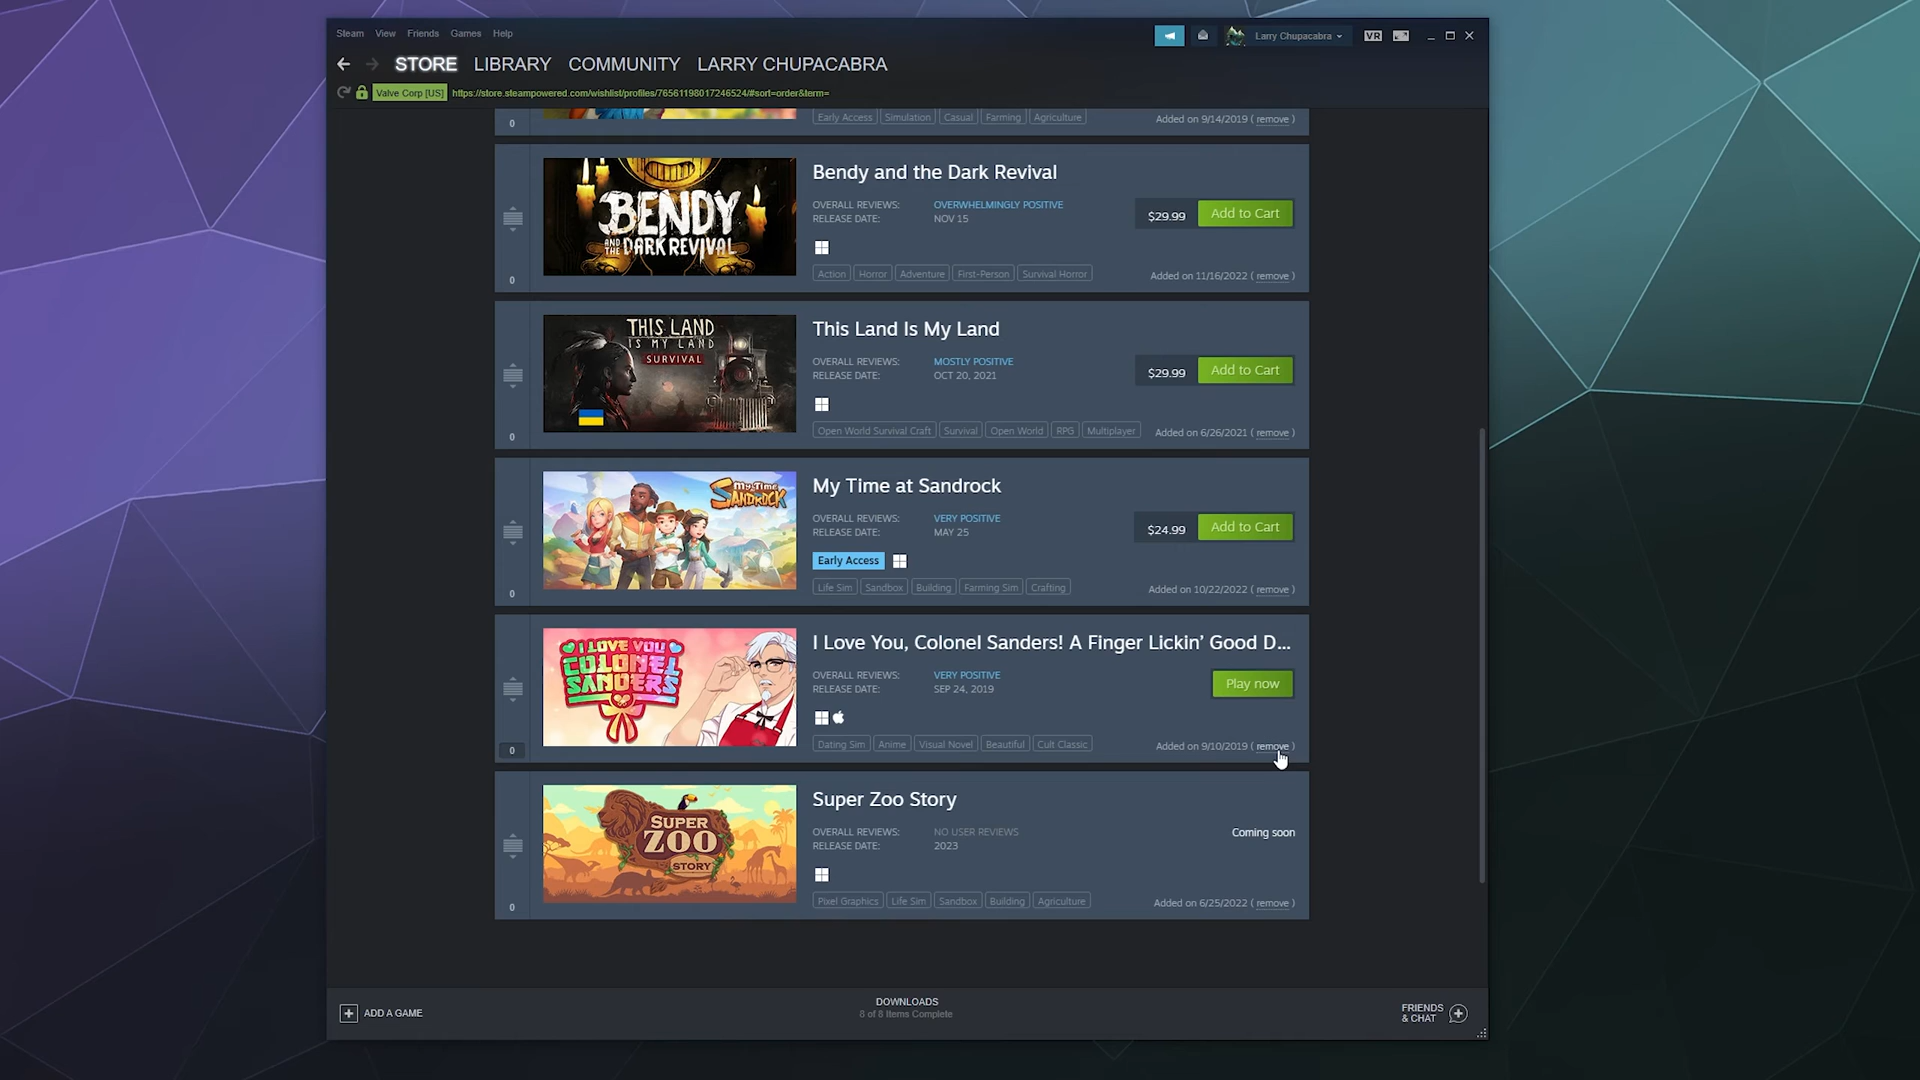 Steam View Friends Games Help
Larry Chupacabra
VR
STORE LIBRARY COMMUNITY LARRY CHUPACABRA
Valve Corp [US] https://store.steampowered.com/wishlist/profiles/76561198017246524/#sort=order&term=
0
Early Access Simulation Casual Farming Agriculture
Added on 9/14/2019 ( remove )
BENDY
AND THE DARK REVIVAL
Bendy and the Dark Revival
OVERALL REVIEWS: OVERWHELMINGLY POSITIVE
RELEASE DATE: NOV 15
$29.99 Add to Cart
0
Action Horror Adventure First-Person Survival Horror
Added on 11/16/2022 ( remove )
THIS LAND
IS MY LAND
SURVIVAL
This Land Is My Land
OVERALL REVIEWS: MOSTLY POSITIVE
RELEASE DATE: OCT 20, 2021
$29.99 Add to Cart
0
Open World Survival Craft Survival Open World RPG Multiplayer
Added on 6/26/2021 ( remove )
My Time
SANDROCK
My Time at Sandrock
OVERALL REVIEWS: VERY POSITIVE
RELEASE DATE: MAY 25
$24.99 Add to Cart
Early Access
0
Life Sim Sandbox Building Farming Sim Crafting
Added on 10/22/2022 ( remove )
I LOVE YOU
COLONEL
SANDERS
I Love You, Colonel Sanders! A Finger Lickin' Good D...
OVERALL REVIEWS: VERY POSITIVE
RELEASE DATE: SEP 24, 2019
Play now
0
Dating Sim Anime Visual Novel Beautiful Cult Classic
Added on 9/10/2019 ( remove )
SUPER
ZOO
STORY
Super Zoo Story
OVERALL REVIEWS: NO USER REVIEWS
RELEASE DATE: 2023
Coming soon
0
Pixel Graphics Life Sim Sandbox Building Agriculture
Added on 6/25/2022 ( remove )
ADD A GAME
DOWNLOADS
8 of 8 Items Complete
FRIENDS
& CHAT